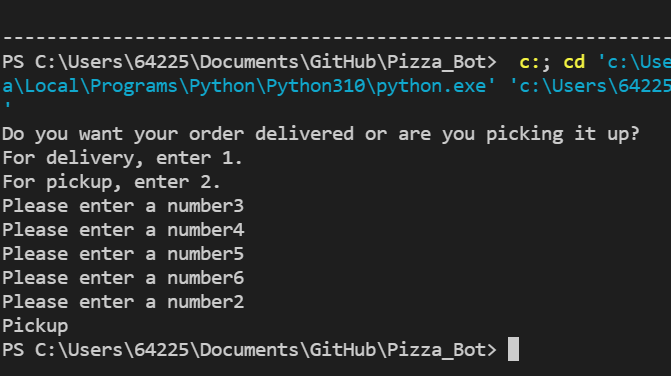 --------------------------------------------------------
PS C:\Users\64225\Documents\GitHub\Pizza_Bot>  c:; cd 'c:\Use
a\Local\Programs\Python\Python310\python.exe' 'c:\Users\64225
'
Do you want your order delivered or are you picking it up?
For delivery, enter 1.
For pickup, enter 2.
Please enter a number3
Please enter a number4
Please enter a number5
Please enter a number6
Please enter a number2
Pickup
PS C:\Users\64225\Documents\GitHub\Pizza_Bot>